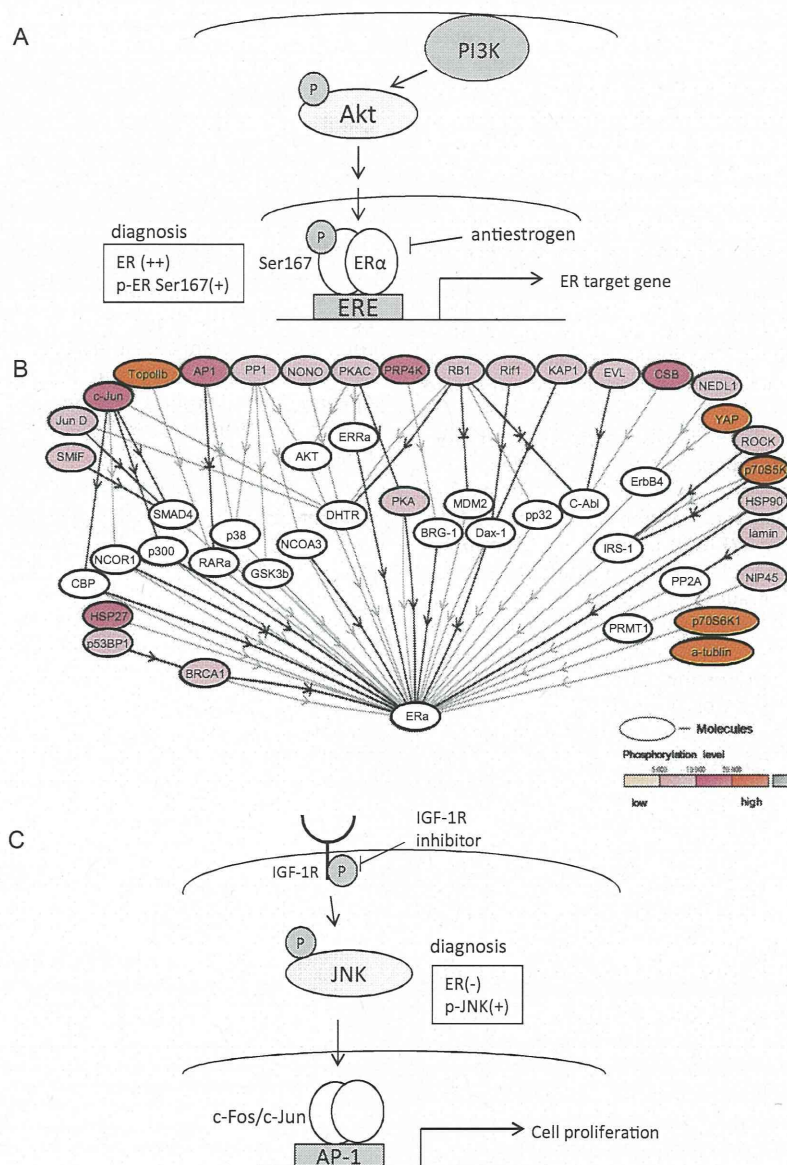 A
PI3K
P
Akt
diagnosis
ER (++)
p-ER Ser167(+)
P
Ser167
ERα
antiestrogen
ERE
ER target gene
B
TopoIIb
AP1
PP1
NONO
PKAC
PRP4K
RB1
Rif1
KAP1
EVL
CSB
NEDL1
c-Jun
YAP
Jun D
ROCK
SMIF
AKT
ERRa
p70S5K
ErbB4
HSP90
PKA
MDM2
C-Abl
SMAD4
DHTR
pp32
lamin
p38
BRG-1
Dax-1
NCOR1
p300
RARa
NCOA3
IRS-1
GSK3b
CBP
PP2A
NIP45
HSP27
PRMT1
p70S6K1
p53BP1
a-tublin
BRCA1
ERa
Molecules
Phosphorylation level
low
high
C
IGF-1R
inhibitor
IGF-1R
P
P
JNK
diagnosis
ER(-)
p-JNK(+)
c-Fos/c-Jun
AP-1
Cell proliferation